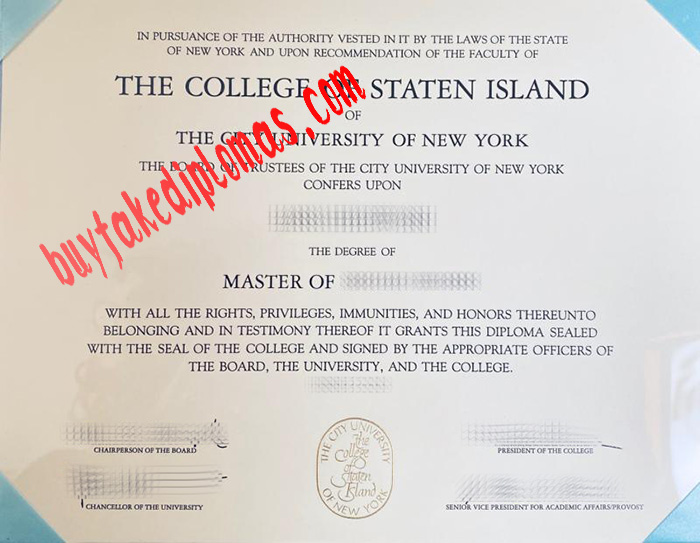 IN PURSUANCE OF THE AUTHORITY VESTED IN IT BY THE LAWS OF THE STATE
OF NEW YORK AND UPON RECOMMENDATION OF THE FACULTY OF
THE COLLEGE OF STATEN ISLAND
OF
THE CITY UNIVERSITY OF NEW YORK
THE BOARD OF TRUSTEES OF THE CITY UNIVERSITY OF NEW YORK
CONFERS UPON
buyfakediplomas.com
THE DEGREE OF
MASTER OF
WITH ALL THE RIGHTS, PRIVILEGES, IMMUNITIES, AND HONORS THEREUNTO
BELONGING AND IN TESTIMONY THEREOF IT GRANTS THIS DIPLOMA SEALED
WITH THE SEAL OF THE COLLEGE AND SIGNED BY THE APPROPRIATE OFFICERS OF
THE BOARD, THE UNIVERSITY, AND THE COLLEGE.
CHAIRPERSON OF THE BOARD
PRESIDENT OF THE COLLEGE
THE CITY UNIVERSITY
The
College
of
Staten
Island
OF NEW YORK
CHANCELLOR OF THE UNIVERSITY
SENIOR VICE PRESIDENT FOR ACADEMIC AFFAIRS/PROVOST